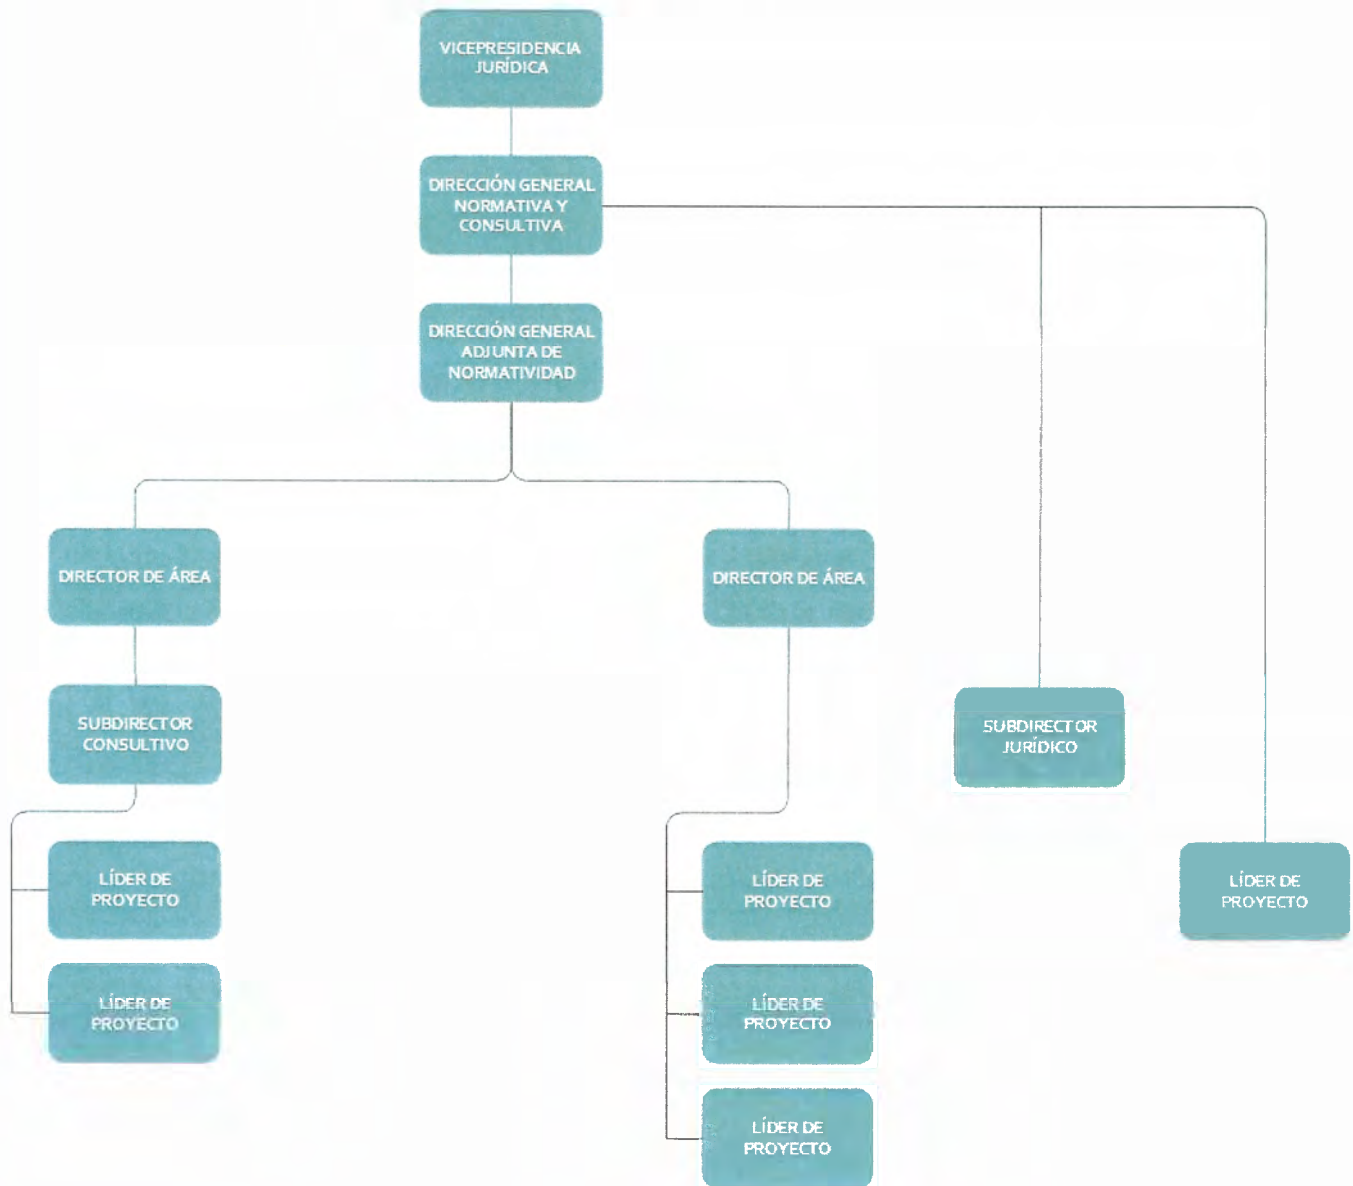 VICEPRESIDENCIA
JURÍDICA
DIRECCIÓN GENERAL
NORMATIVA Y
CONSULTIVA
DIRECCIÓN GENERAL
ADJUNTA DE
NORMATIVIDAD
DIRECTOR DE ÁREA
DIRECTOR DE ÁREA
SUBDIRECTOR
CONSULTIVO
SUBDIRECTOR
JURÍDICO
LÍDER DE
PROYECTO
LÍDER DE
PROYECTO
LÍDER DE
PROYECTO
LÍDER DE
PROYECTO
LÍDER DE
PROYECTO
LÍDER DE
PROYECTO